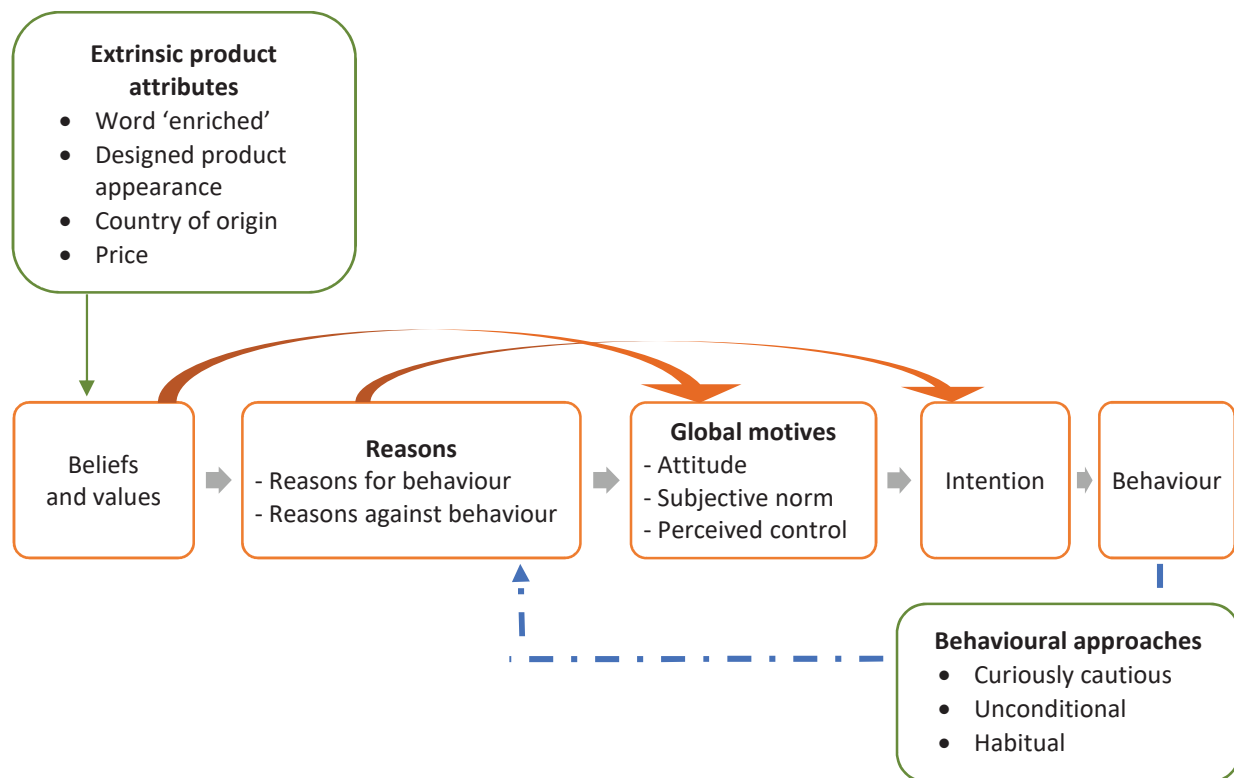 Extrinsic product
attributes
• Word ‘enriched’
• Designed product
appearance
• Country of origin
• Price
Beliefs
and values
Reasons
- Reasons for behaviour
- Reasons against behaviour
Global motives
- Attitude
- Subjective norm
- Perceived control
Intention
Behaviour
Behavioural approaches
• Curiously cautious
• Unconditional
• Habitual